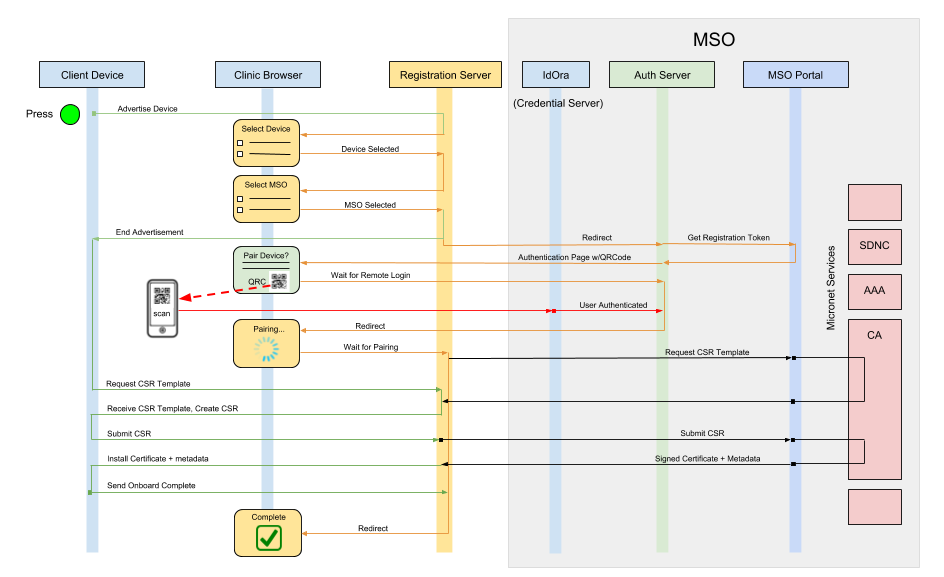 MSO
Client Device
Clinic Browser
Registration Server
IdOra
Auth Server
MSO Portal
(Credential Server)
Press
Advertise Device
Select Device
Device Selected
Select MSO
MSO Selected
End Advertisement
Redirect
Get Registration Token
SDNC
Pair Device?
Authentication Page w/QRCode
QRC
Wait for Remote Login
Micronet Services
AAA
scan
User Authenticated
Pairing...
Redirect
CA
Wait for Pairing
Request CSR Template
Request CSR Template
Receive CSR Template, Create CSR
Submit CSR
Submit CSR
Install Certificate + metadata
Signed Certificate + Metadata
Send Onboard Complete
Complete
Redirect